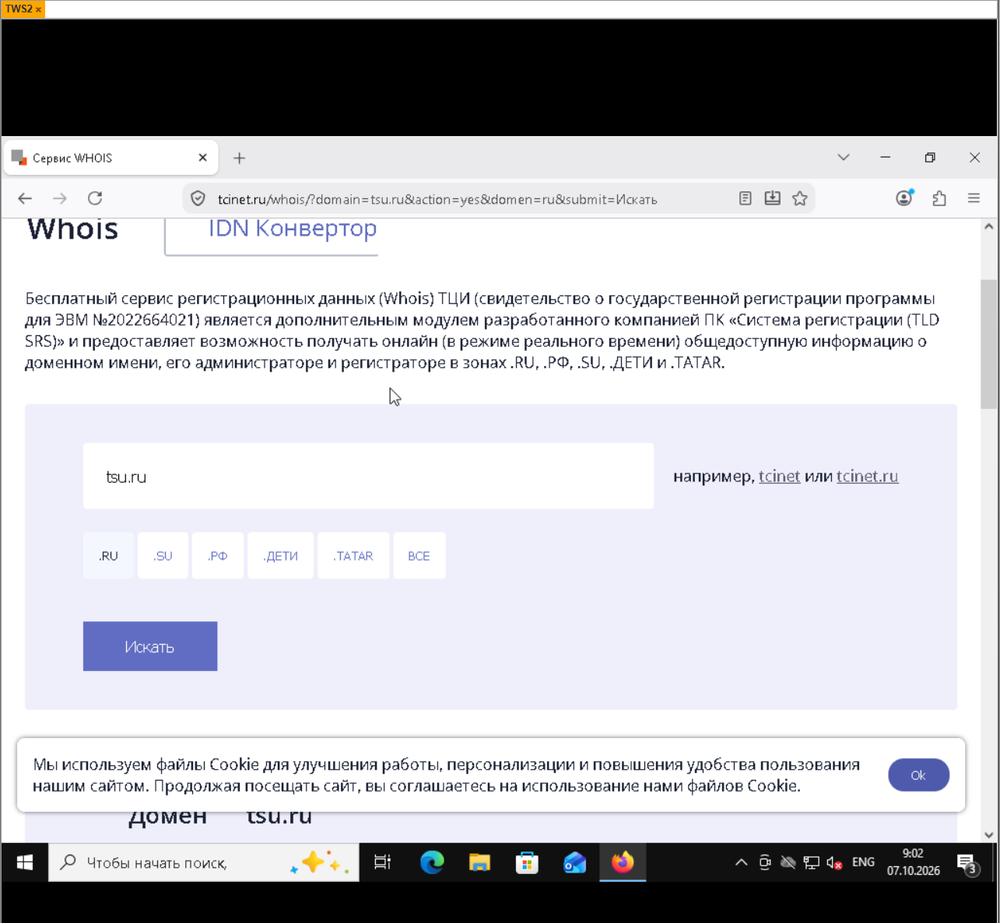 TWS2 ×
Сервис WHOIS
tcinet.ru/whois/?domain=tsu.ru&action=yes&domen=ru&submit=Искать
Whois IDN Конвертор
Бесплатный сервис регистрационных данных (Whois) ТЦИ (свидетельство о государственной регистрации программы
для ЭВМ №2022664021) является дополнительным модулем разработанного компанией ПК «Система регистрации (TLD
SRS)» и предоставляет возможность получать онлайн (в режиме реального времени) общедоступную информацию о
доменном имени, его администраторе и регистраторе в зонах .RU, .РФ, .SU, .ДЕТИ и .TATAR.
tsu.ru
например, tcinet или tcinet.ru
.RU .SU .РФ .ДЕТИ .TATAR ВСЕ
Искать
Мы используем файлы Cookie для улучшения работы, персонализации и повышения удобства пользования
нашим сайтом. Продолжая посещать сайт, вы соглашаетесь на использование нами файлов Cookie.
Ok
Домен tsu.ru
Чтобы начать поиск,
ENG
9:02
07.10.2026
3